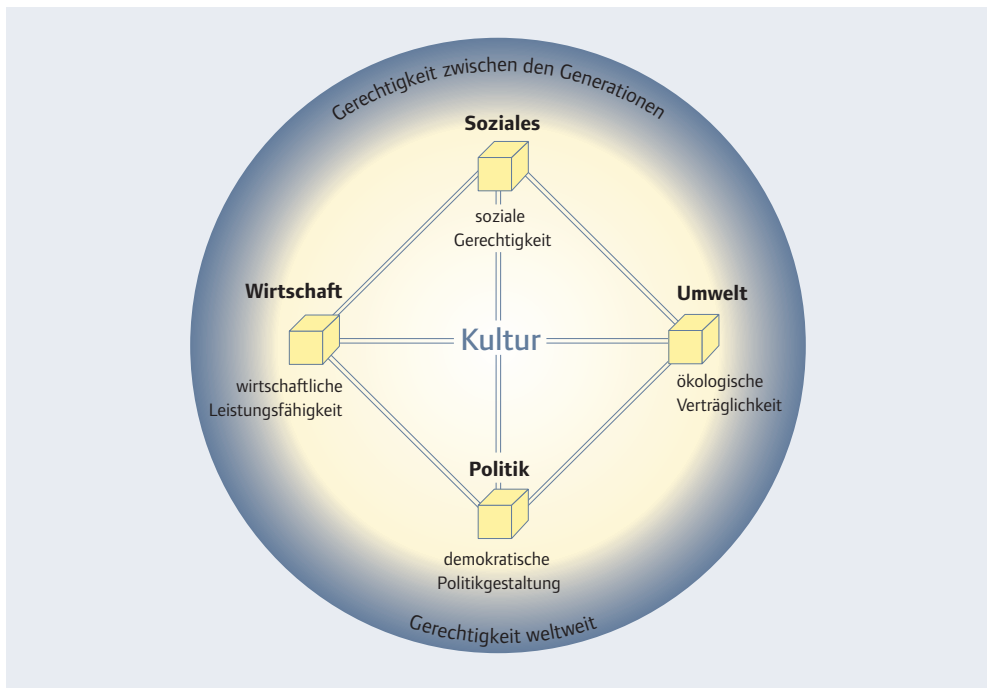 Gerechtigkeit zwischen den Generationen
Soziales
soziale
Gerechtigkeit
Wirtschaft
wirtschaftliche
Leistungsfähigkeit
Kultur
Umwelt
ökologische
Verträglichkeit
Politik
demokratische
Politikgestaltung
Gerechtigkeit weltweit